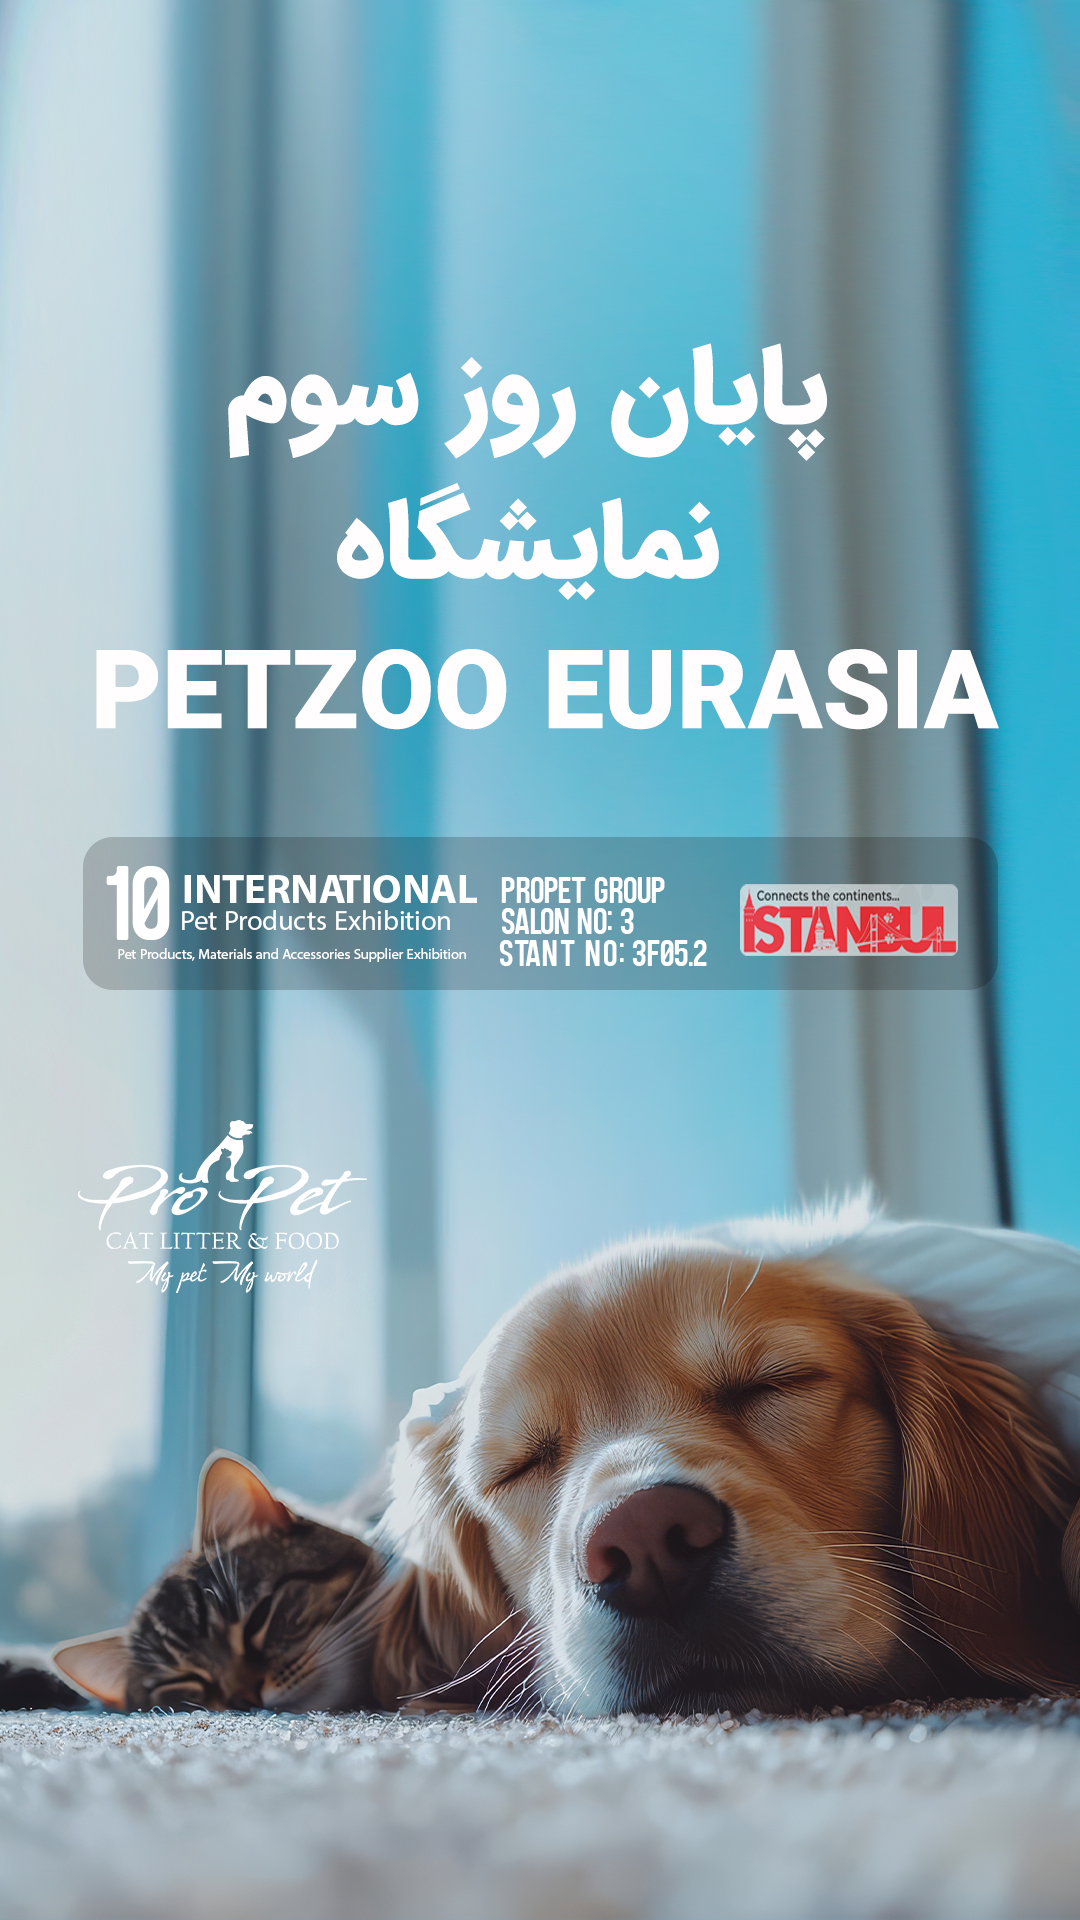 پایان روز سوم
نمایشگاه
PETZOO EURASIA
10 INTERNATIONAL
Pet Products Exhibition
Pet Products, Materials and Accessories Supplier Exhibition
PROPET GROUP
SALON NO: 3
STANT NO: 3F05.2
Connects the continents...
ISTANBUL
Pro Pet
CAT LITTER & FOOD
My pet My world